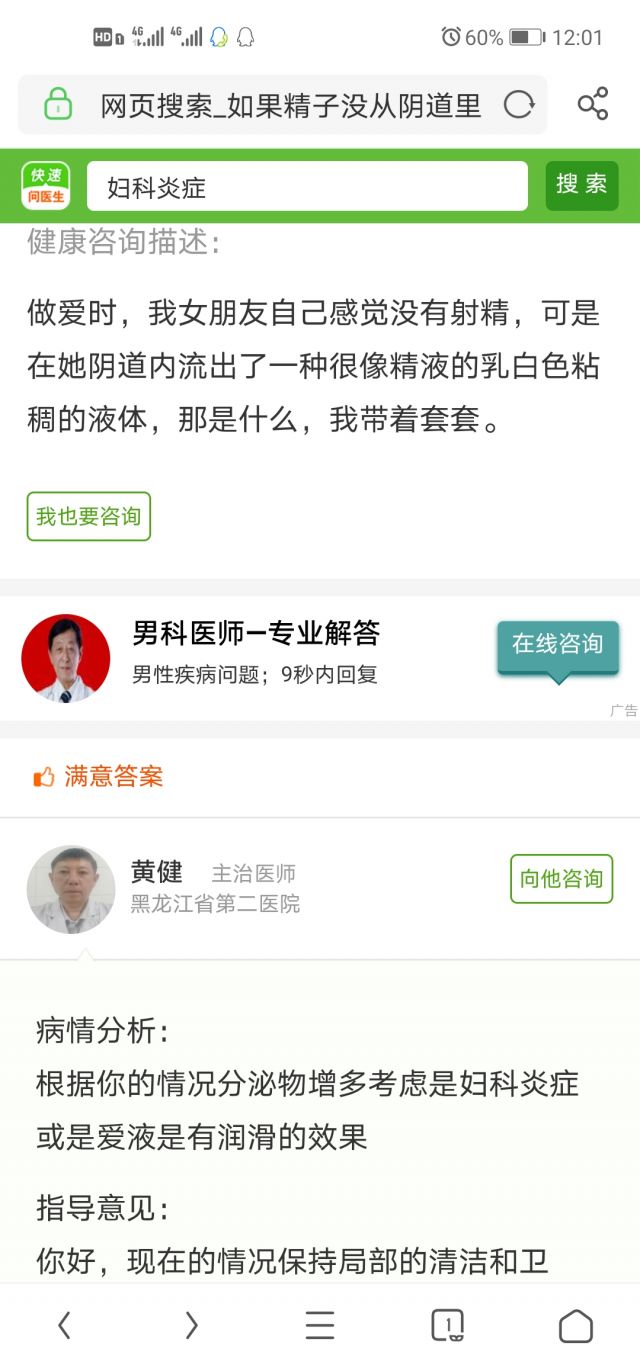 HD 1 4G 4G 60% 12:01
网页搜索_如果精子没从阴道里
快速
问医生
妇科炎症
搜索
健康咨询描述：
做爱时，我女朋友自己感觉没有射精，可是
在她阴道内流出了一种很像精液的乳白色粘
稠的液体，那是什么，我带着套套。
我也要咨询
男科医师—专业解答
男性疾病问题；9秒内回复
在线咨询
广告
满意答案
黄健 主治医师
黑龙江省第二医院
向他咨询
病情分析：
根据你的情况分泌物增多考虑是妇科炎症
或是爱液是有润滑的效果
指导意见：
你好，现在的情况保持局部的清洁和卫
1